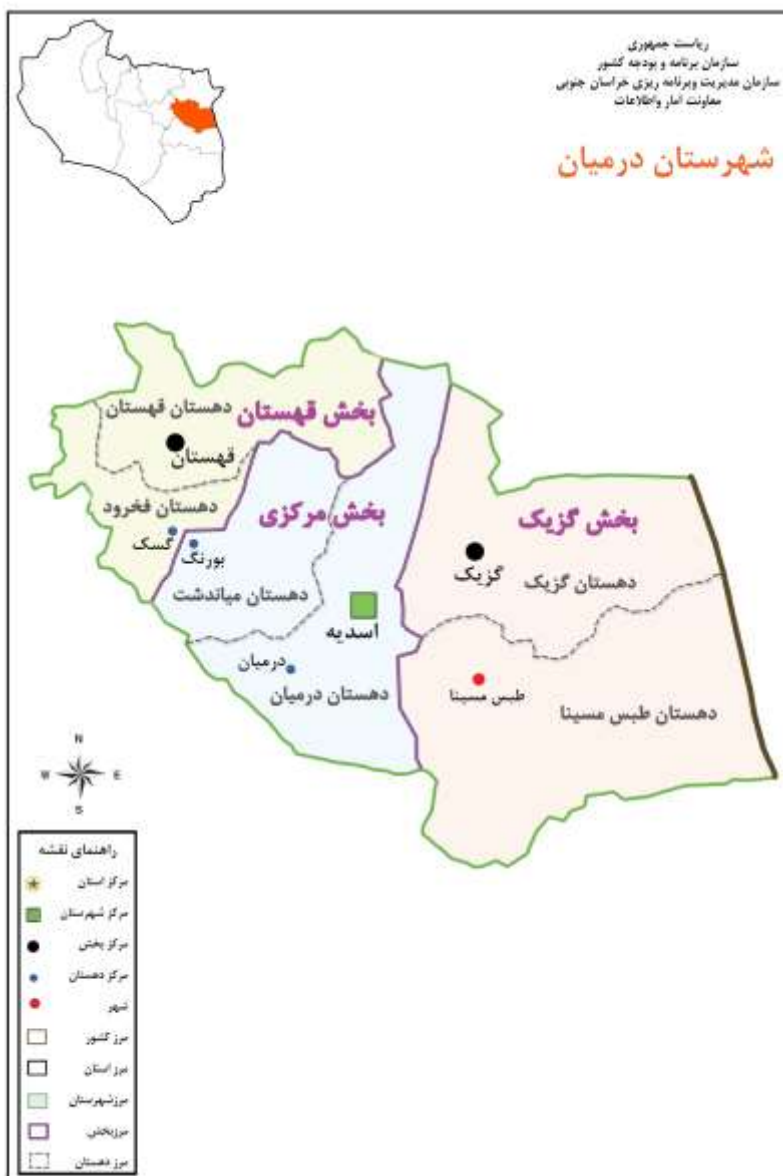 ریاست جمهوری
سازمان برنامه و بودجه کشور
سازمان مدیریت وبرنامه ریزی خراسان جنوبی
معاونت امار واطلاعات
شهرستان درمیان
بخش قهستان
دهستان قهستان
قهستان
دهستان فخرود
گسک
بورنگ
بخش مرکزی
دهستان میاندشت
اسدیه
درمیان
دهستان درمیان
بخش گزیک
گزیک
دهستان گزیک
طبس مسینا
دهستان طبس مسینا
N
W E
S
راهنمای نقشه
مرکز استان
مرکز شهرستان
مرکز بخش
مرکز دهستان
شهر
مرز کشور
مرز استان
مرزشهرستان
مرزبخش
مرز دهستان